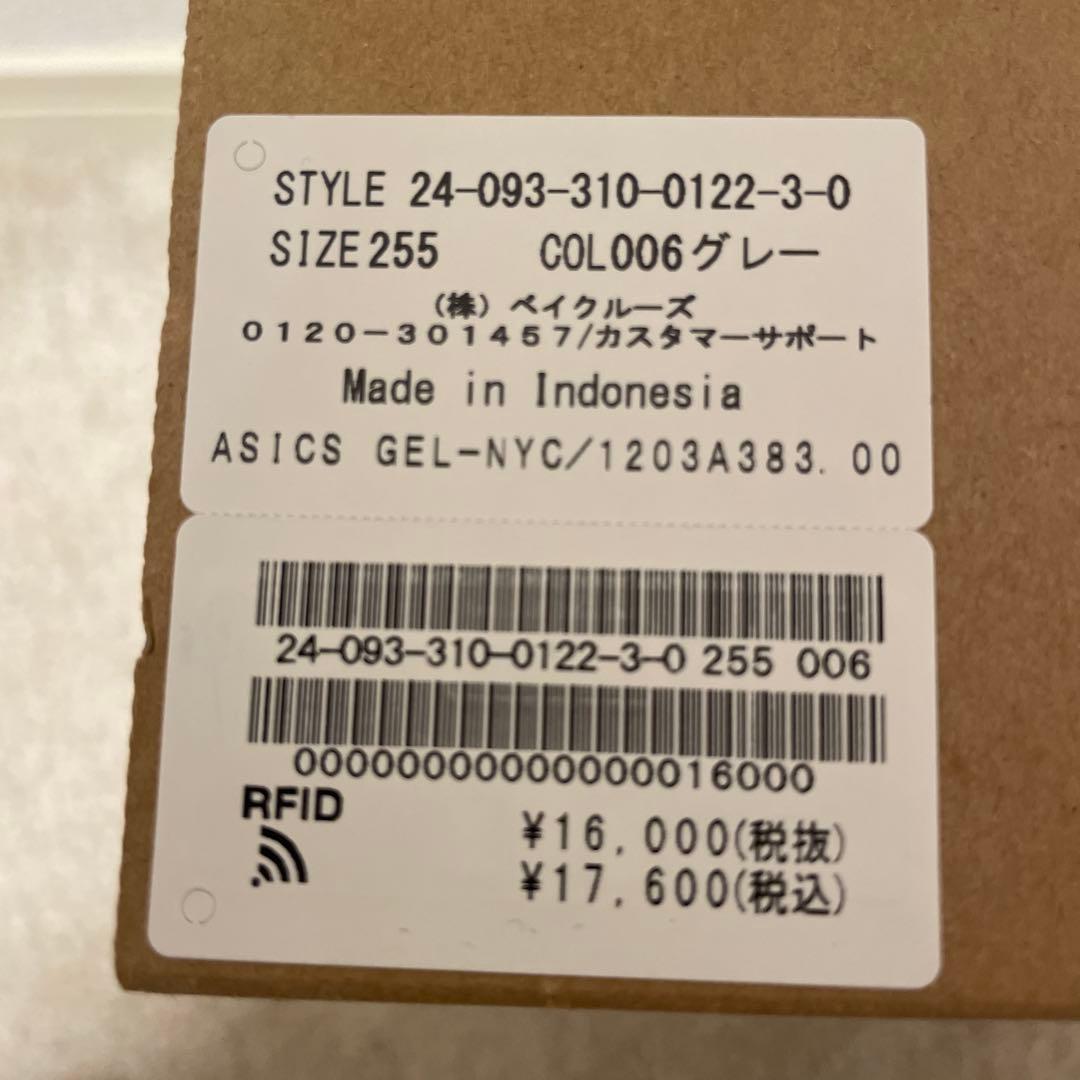 STYLE 24-093-310-0122-3-0
SIZE255 COL006グレー
(株) ベイクルーズ
0120-301457/カスタマーサポート
Made in Indonesia
ASICS GEL-NYC/1203A383. 00
24-093-310-0122-3-0 255 006
00000000000000016000
RFID
¥16,000(税抜)
¥17,600(税込)